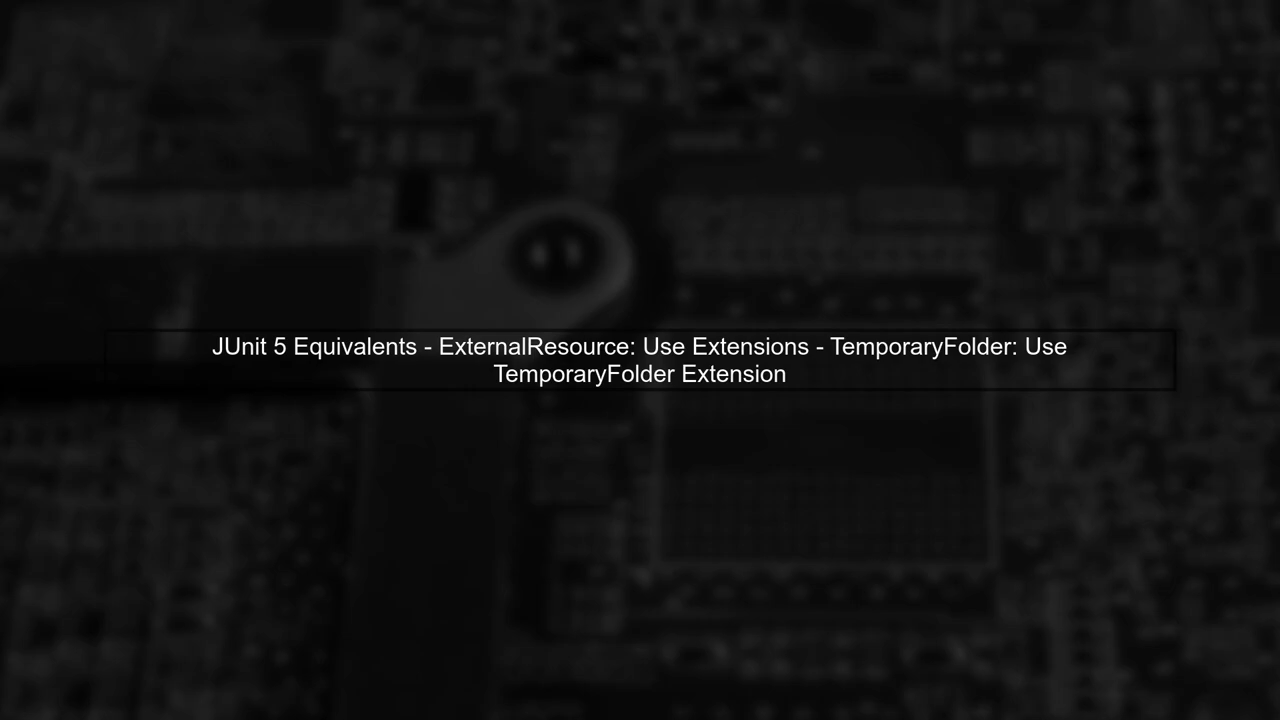 JUnit 5 Equivalents - ExternalResource: Use Extensions - TemporaryFolder: Use
TemporaryFolder Extension